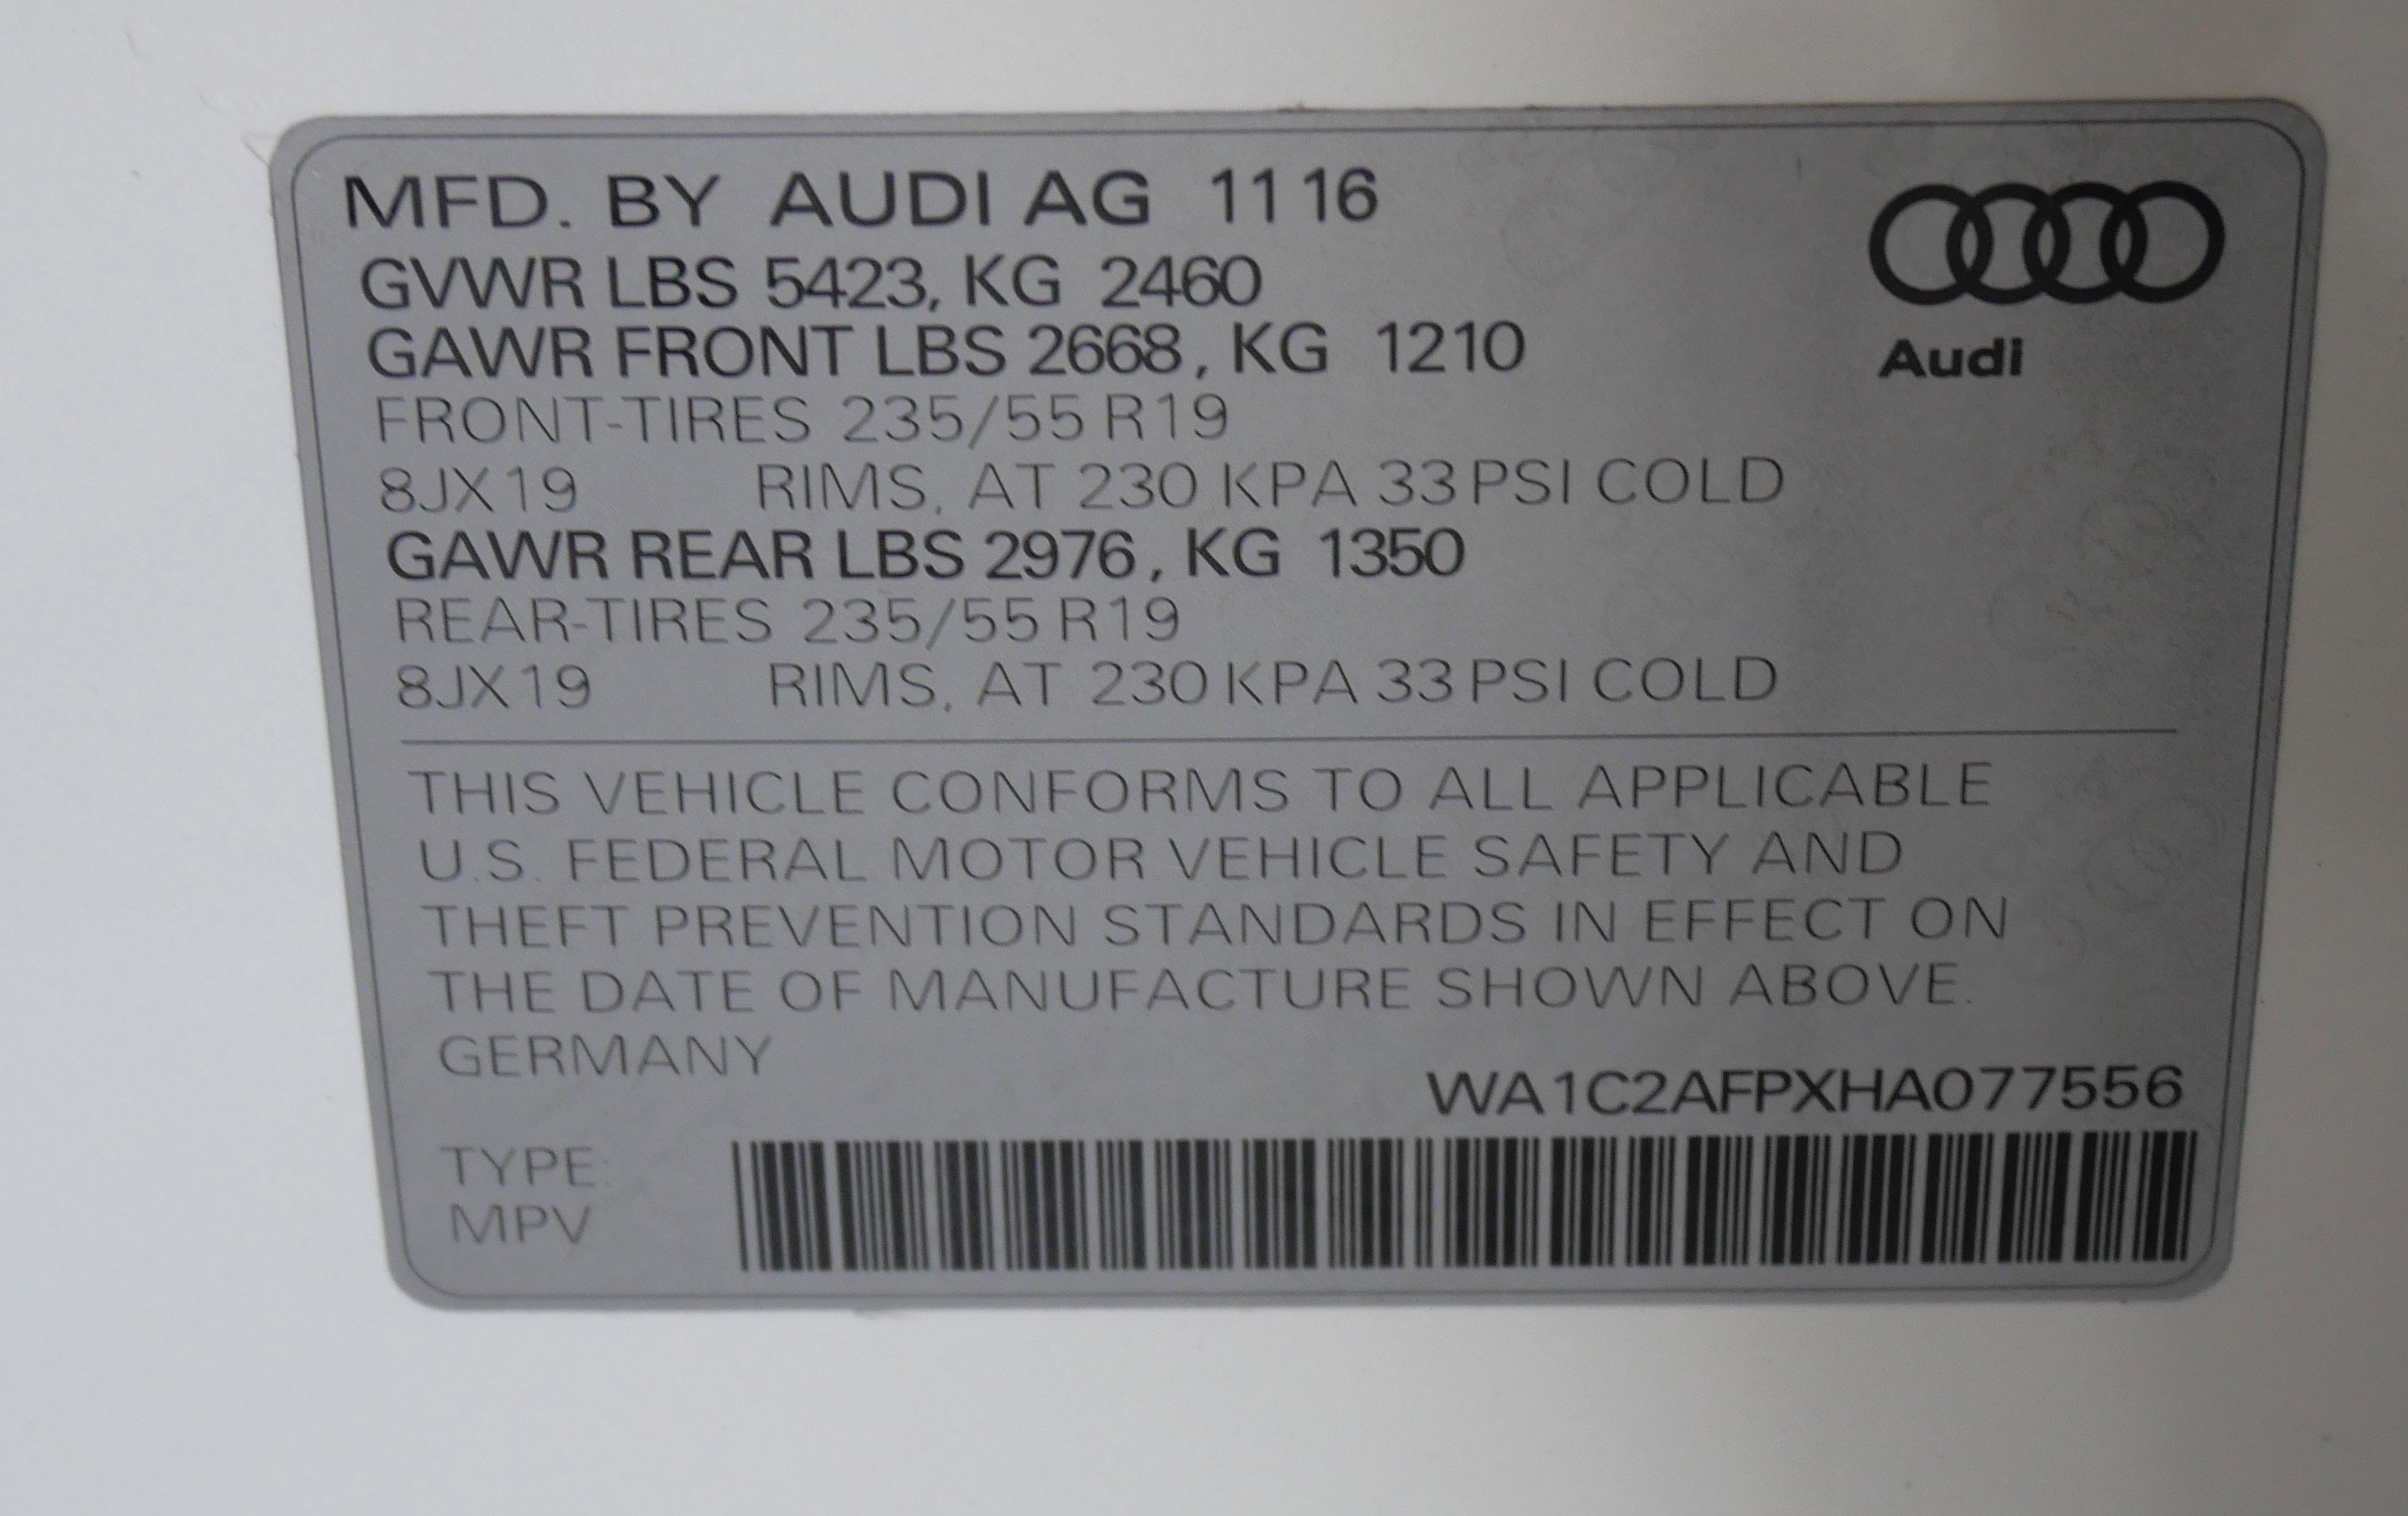 MFD. BY AUDI AG 11 16
GVWR LBS 5423, KG 2460
GAWR FRONT LBS 2668, KG 1210
FRONT-TIRES 235/55 R19
8JX19 RIMS, AT 230 KPA 33 PSI COLD
GAWR REAR LBS 2976, KG 1350
REAR-TIRES 235/55 R19
8JX19 RIMS, AT 230 KPA 33 PSI COLD
Audi
THIS VEHICLE CONFORMS TO ALL APPLICABLE
U.S. FEDERAL MOTOR VEHICLE SAFETY AND
THEFT PREVENTION STANDARDS IN EFFECT ON
THE DATE OF MANUFACTURE SHOWN ABOVE.
GERMANY
WA1C2AFPXHA077556
TYPE:
MPV